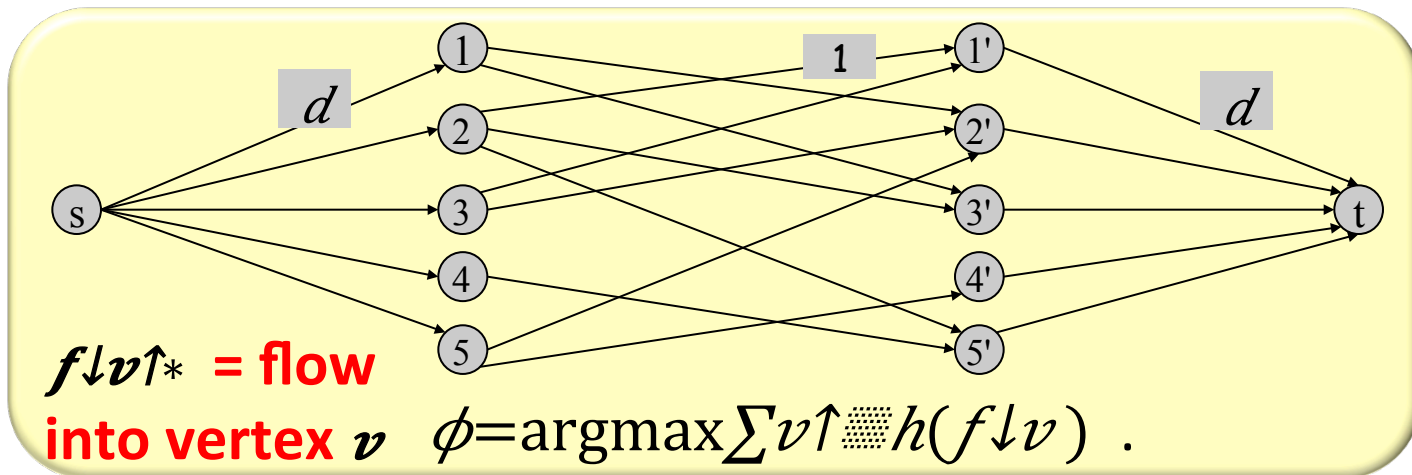 1
1'
d
1
d
2
2'
s
3
3'
t
4
4'
5
5'
f↓v↑* = flow
into vertex v
ϕ=argmax∑v↑▒h(f↓v ) .